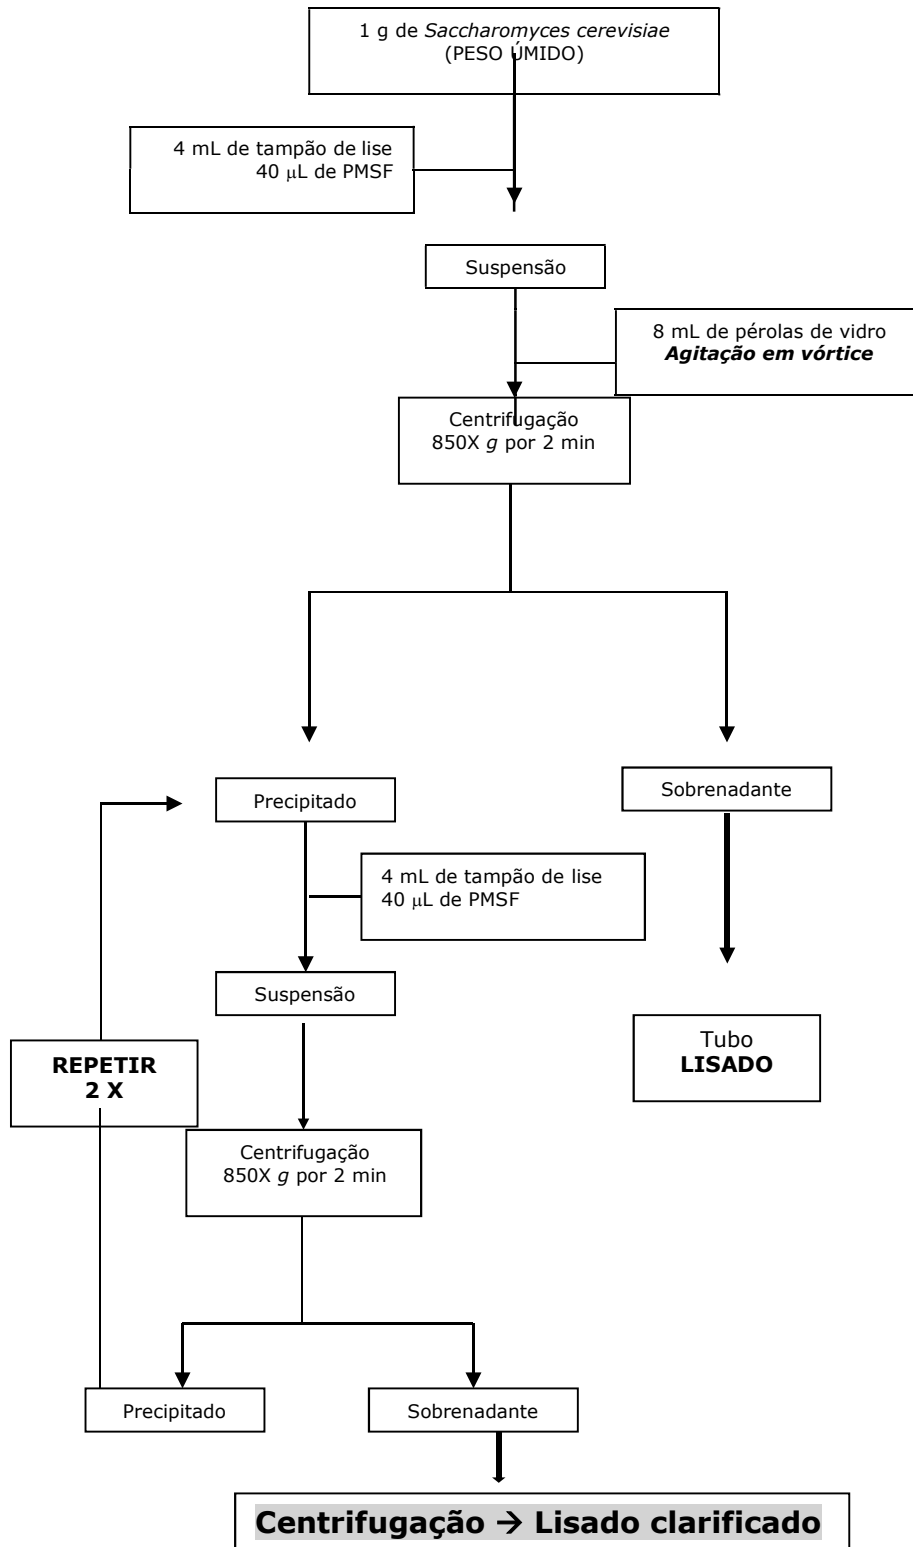 1 g de Saccharomyces cerevisiae
(PESO ÚMIDO)
4 mL de tampão de lise
40 μL de PMSF
Suspensão
8 mL de pérolas de vidro
Agitação em vórtice
Centrifugação
850X g por 2 min
Precipitado
Sobrenadante
4 mL de tampão de lise
40 μL de PMSF
Suspensão
Tubo
LISADO
REPETIR
2 X
Centrifugação
850X g por 2 min
Precipitado
Sobrenadante
Centrifugação → Lisado clarificado